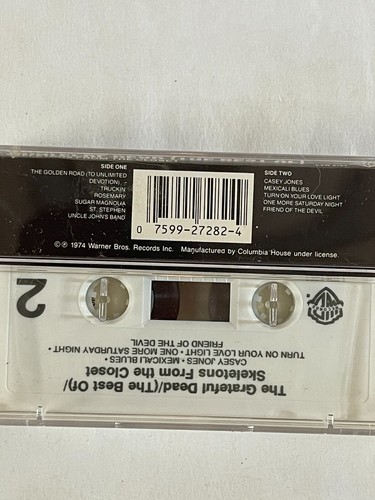 SIDE ONE
THE GOLDEN ROAD (TO UNLIMITED
DEVOTION)
TRUCKIN'
ROSEMARY
SUGAR MAGNOLIA
ST. STEPHEN
UNCLE JOHN'S BAND
0 7599-27282-4
SIDE TWO
CASEY JONES
MEXICALI BLUES
TURN ON YOUR LOVE LIGHT
ONE MORE SATURDAY NIGHT
FRIEND OF THE DEVIL
©℗ 1974 Warner Bros. Records Inc. Manufactured by Columbia House under license.
The Grateful Dead/(The Best Of)/
Skeletons From the Closet
CASEY JONES • MEXICALI BLUES •
TURN ON YOUR LOVE LIGHT • ONE MORE SATURDAY NIGHT •
FRIEND OF THE DEVIL
2